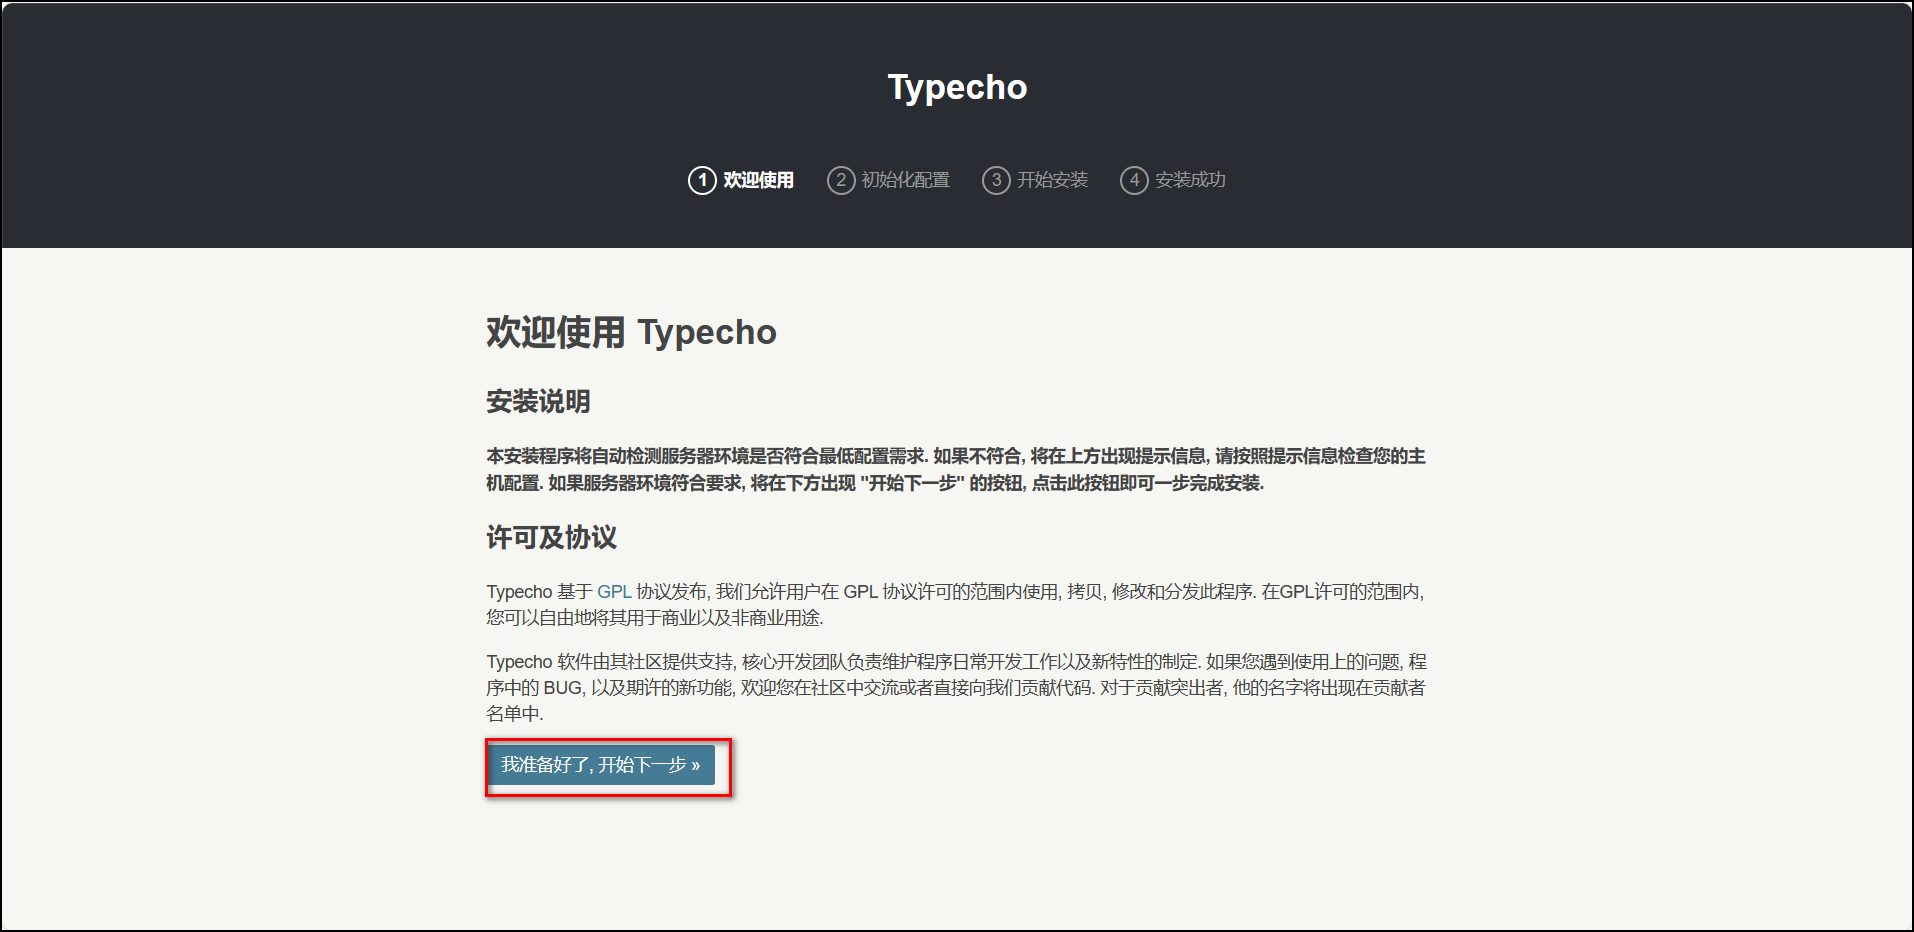 Typecho
1 欢迎使用 2 初始化配置 3 开始安装 4 安装成功
欢迎使用 Typecho
安装说明
本安装程序将自动检测服务器环境是否符合最低配置需求. 如果不符合, 将在上方出现提示信息, 请按照提示信息检查您的主
机配置. 如果服务器环境符合要求, 将在下方出现 "开始下一步" 的按钮, 点击此按钮即可一步完成安装.
许可及协议
Typecho 基于 GPL 协议发布, 我们允许用户在 GPL 协议许可的范围内使用, 拷贝, 修改和分发此程序. 在GPL许可的范围内,
您可以自由地将其用于商业以及非商业用途.
Typecho 软件由其社区提供支持, 核心开发团队负责维护程序日常开发工作以及新特性的制定. 如果您遇到使用上的问题, 程
序中的 BUG, 以及期许的新功能, 欢迎您在社区中交流或者直接向我们贡献代码. 对于贡献突出者, 他的名字将出现在贡献者
名单中.
我准备好了, 开始下一步 »